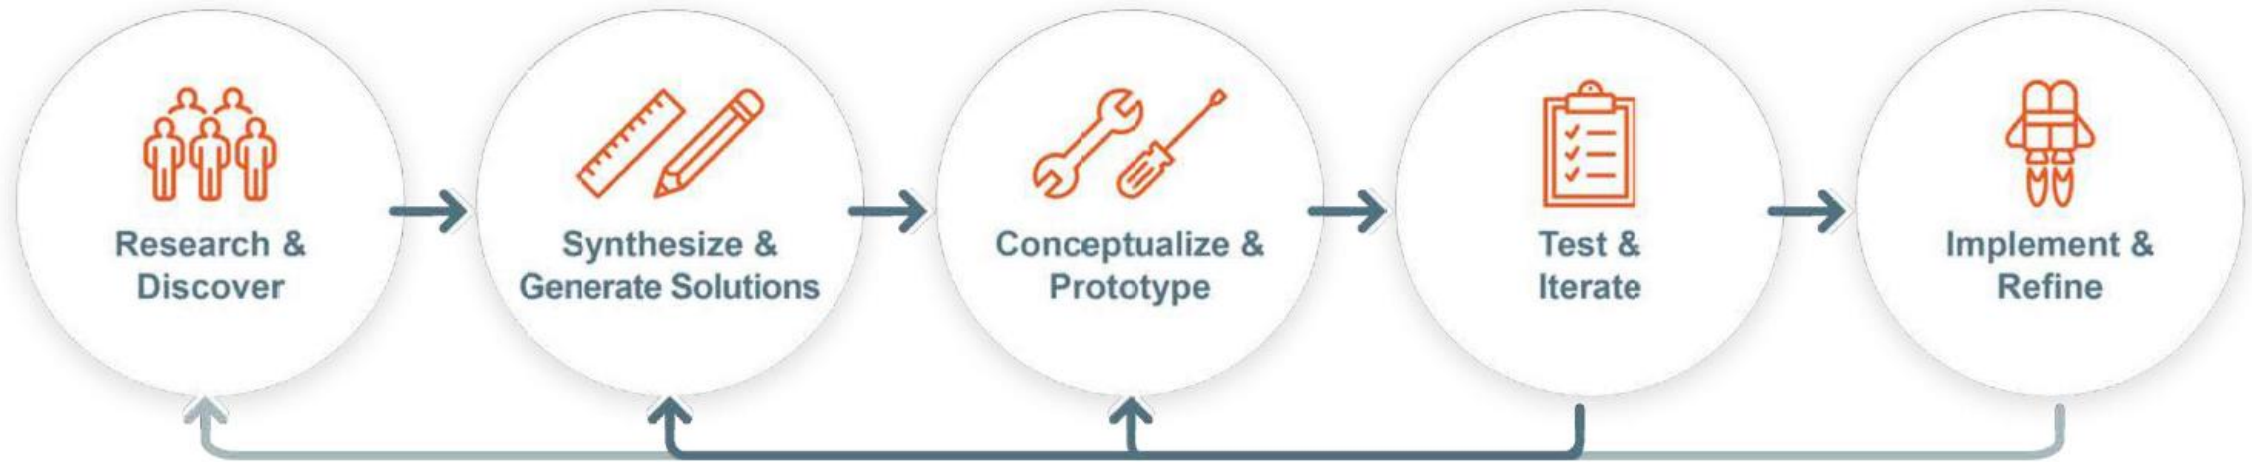 Research &
Discover
Synthesize &
Generate Solutions
Conceptualize &
Prototype
Test &
Iterate
Implement &
Refine